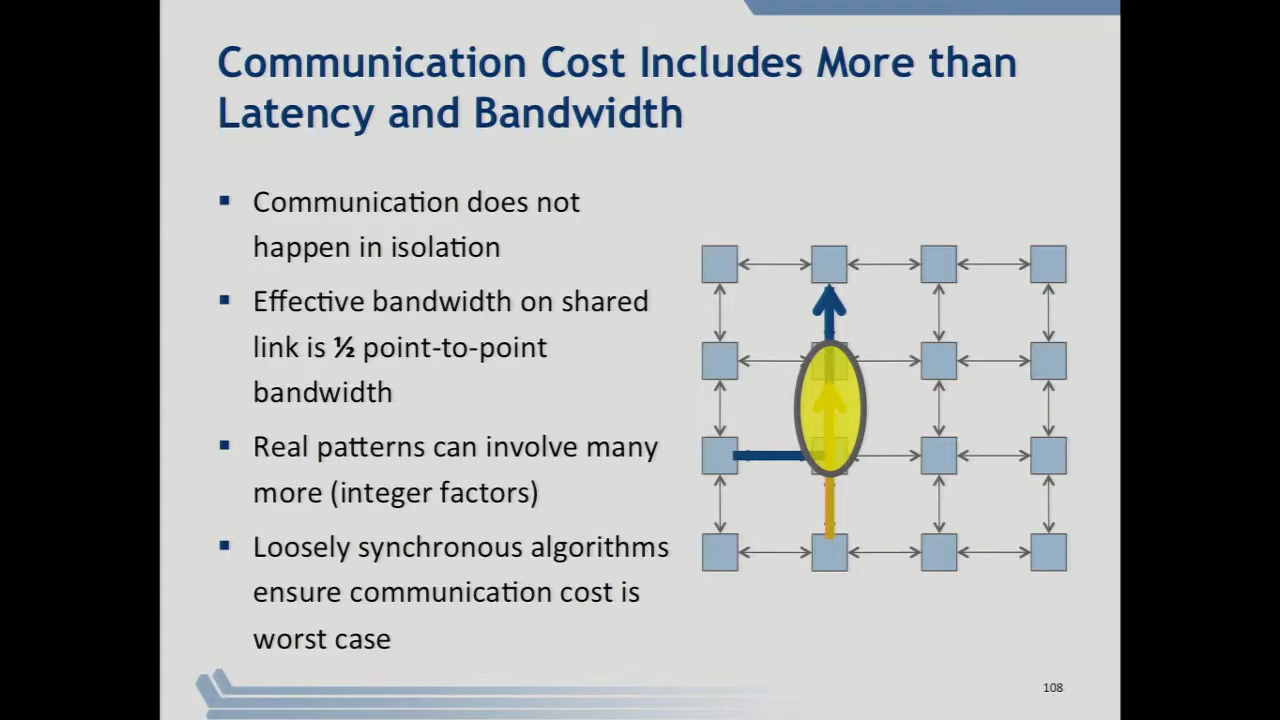 Communication Cost Includes More than
Latency and Bandwidth
▪ Communication does not
happen in isolation
▪ Effective bandwidth on shared
link is ½ point-to-point
bandwidth
▪ Real patterns can involve many
more (integer factors)
▪ Loosely synchronous algorithms
ensure communication cost is
worst case
108